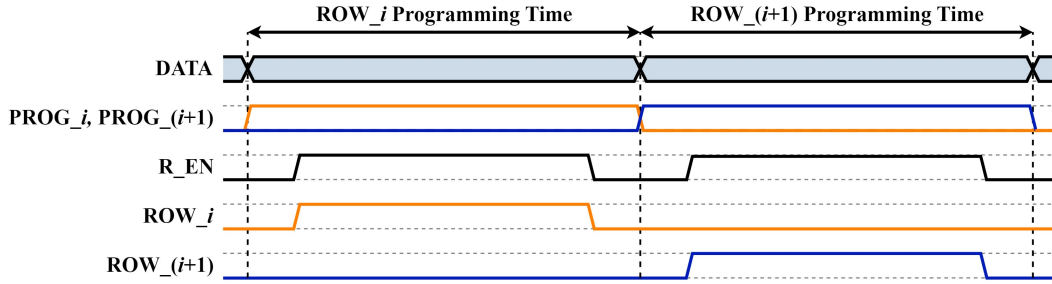 ROW_i Programming Time
ROW_(i+1) Programming Time
DATA
PROG_i, PROG_(i+1)
R_EN
ROW_i
ROW_(i+1)